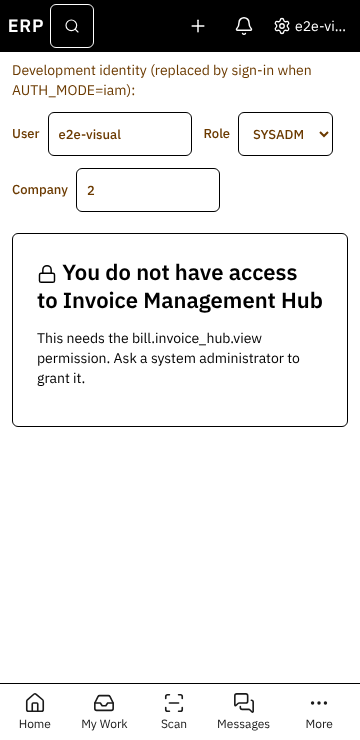 ERP
e2e-vi...
Development identity (replaced by sign-in when
AUTH_MODE=iam):
User e2e-visual Role SYSADM
Company 2
You do not have access
to Invoice Management Hub
This needs the bill.invoice_hub.view
permission. Ask a system administrator to
grant it.
Home My Work Scan Messages More